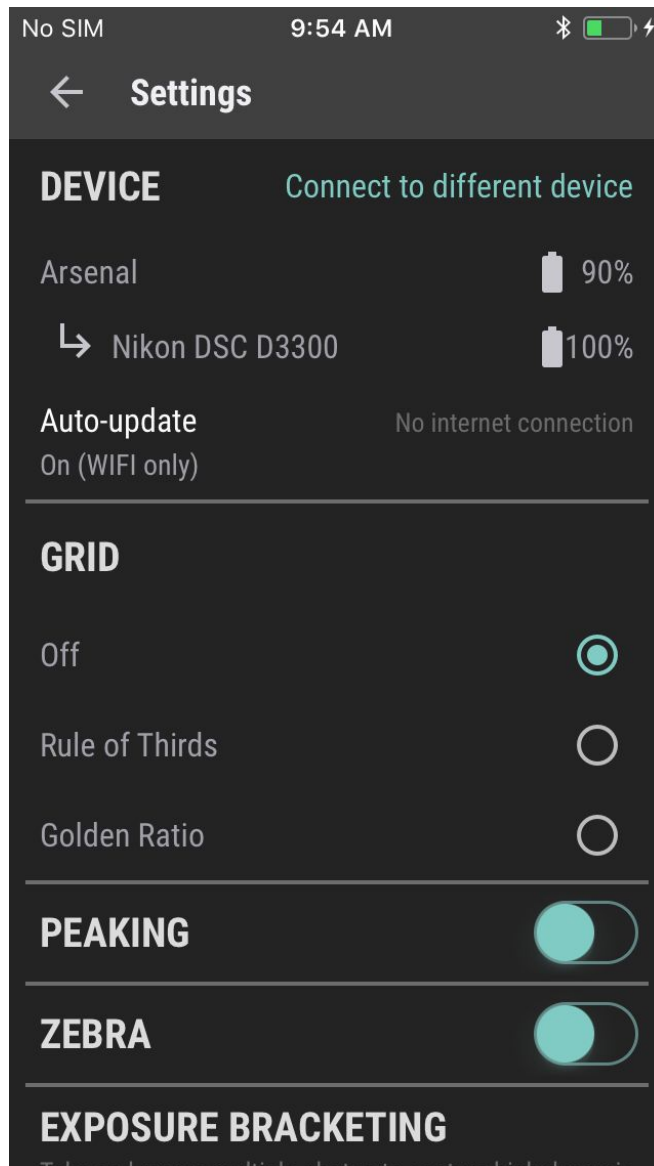 No SIM 9:54 AM
Settings
DEVICE Connect to different device
Arsenal 90%
Nikon DSC D3300 100%
Auto-update No internet connection
On (WIFI only)
GRID
Off
Rule of Thirds
Golden Ratio
PEAKING
ZEBRA
EXPOSURE BRACKETING